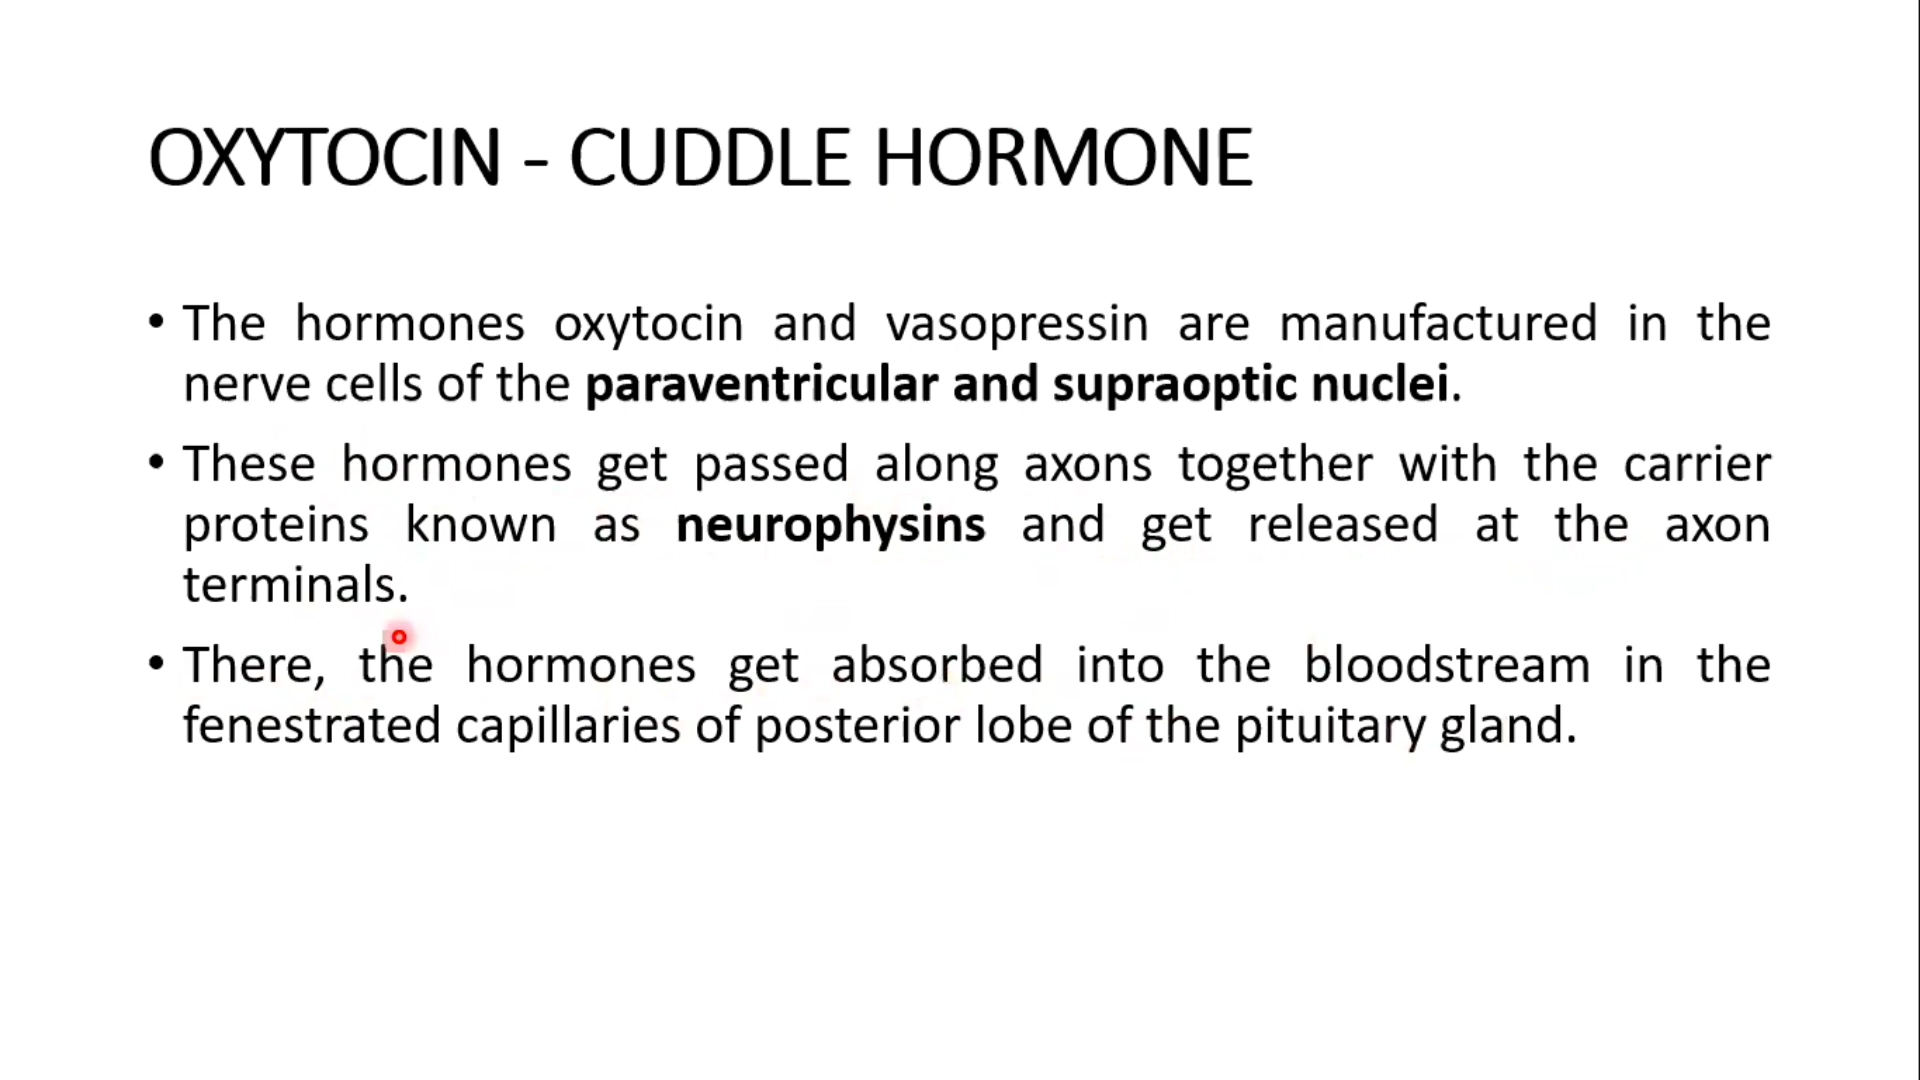 OXYTOCIN - CUDDLE HORMONE
• The hormones oxytocin and vasopressin are manufactured in the
nerve cells of the paraventricular and supraoptic nuclei.
• These hormones get passed along axons together with the carrier
proteins known as neurophysins and get released at the axon
terminals.
• There, the hormones get absorbed into the bloodstream in the
fenestrated capillaries of posterior lobe of the pituitary gland.